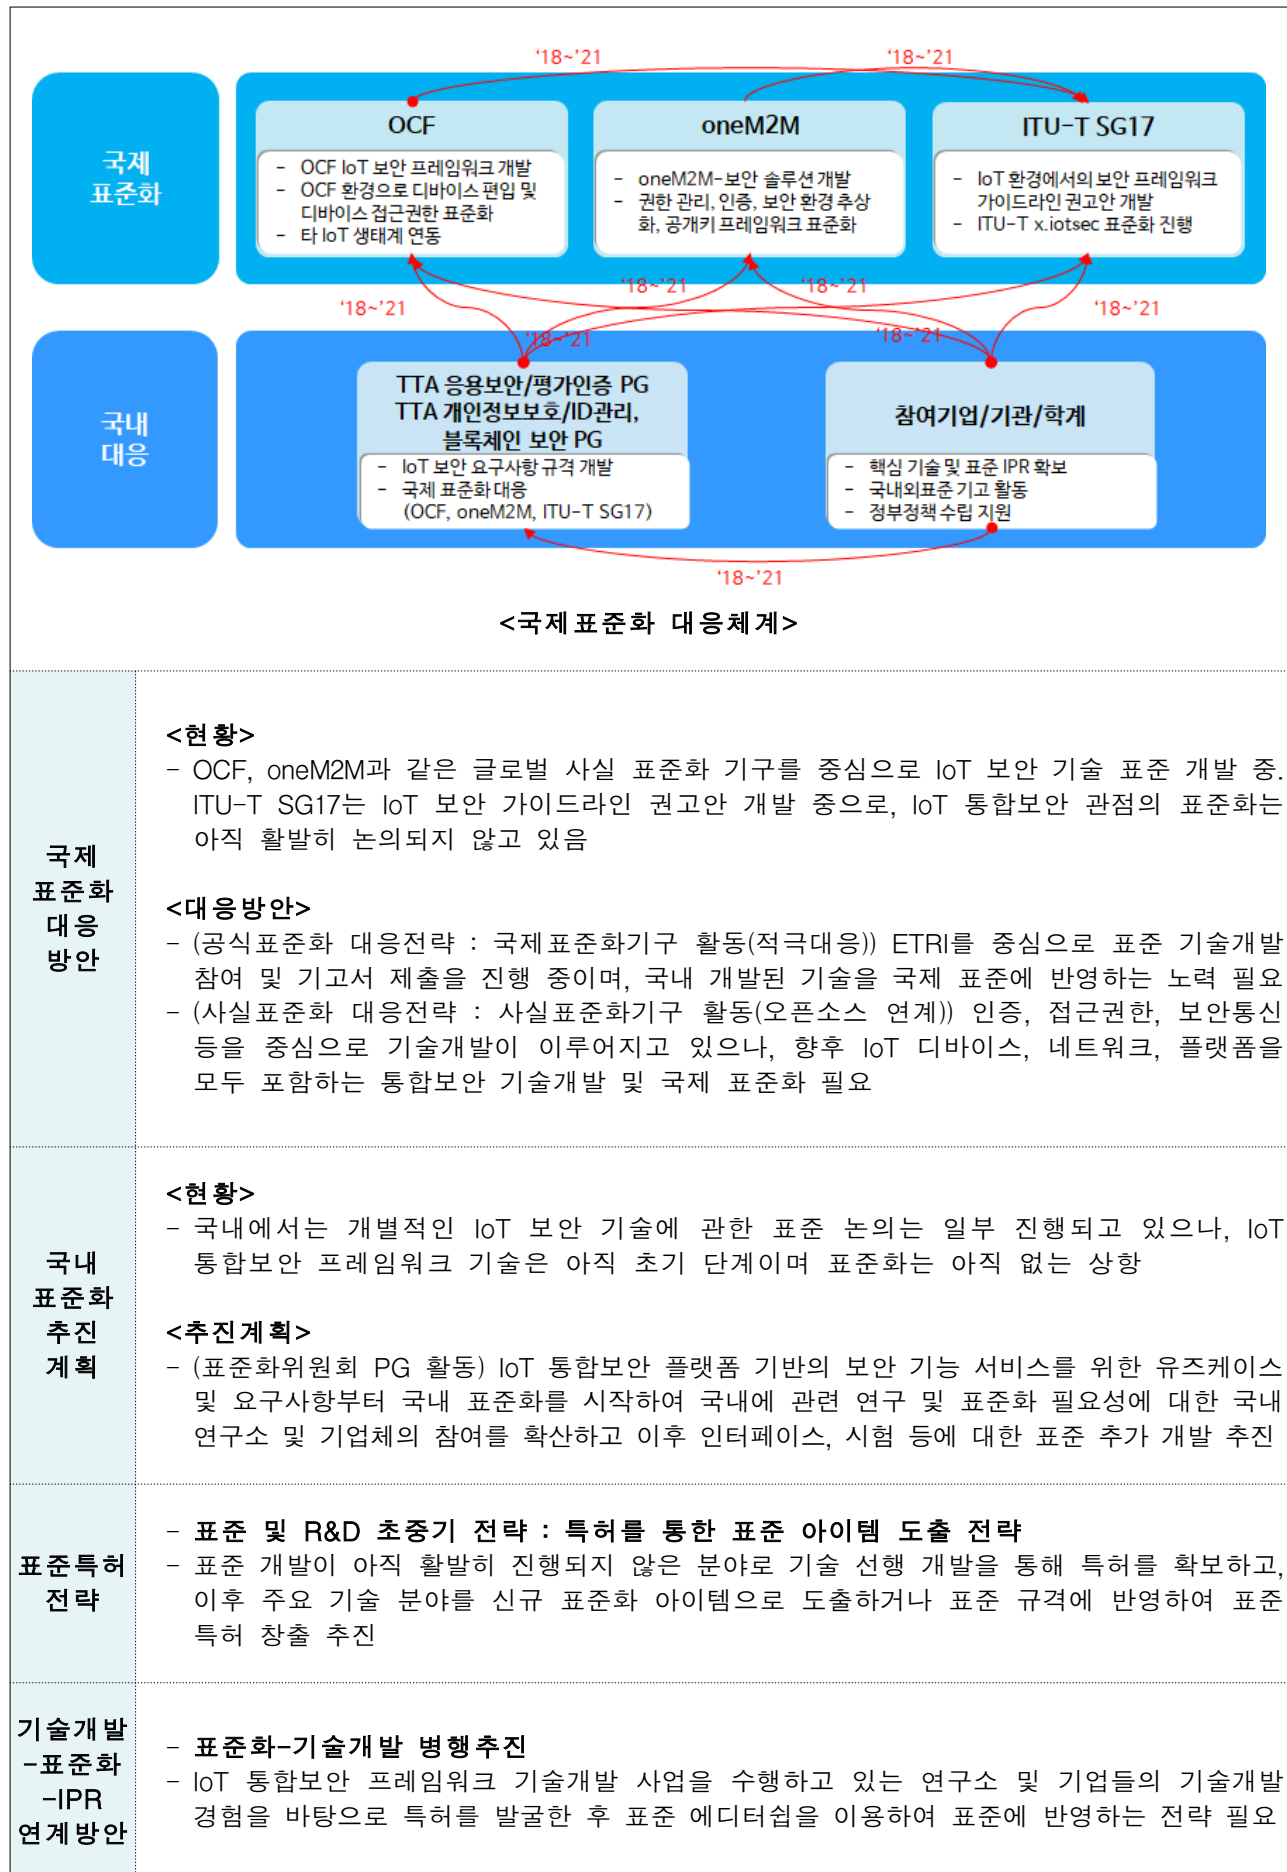 ‘18~’21
‘18~’21
국제
표준화
OCF
- OCF IoT 보안 프레임워크 개발
- OCF 환경으로 디바이스 편입 및
디바이스 접근권한 표준화
- 타 IoT 생태계 연동
oneM2M
- oneM2M-보안 솔루션 개발
- 권한 관리, 인증, 보안 환경 추상
화, 공개키 프레임워크 표준화
ITU-T SG17
- IoT 환경에서의 보안 프레임워크
가이드라인 권고안 개발
- ITU-T x.iotsec 표준화 진행
‘18~’21
‘18~’21
‘18~’21
‘18~’21
‘18~’21
‘18~’21
국내
대응
TTA 응용보안/평가인증 PG
TTA 개인정보보호/ID관리,
블록체인 보안 PG
- IoT 보안 요구사항 규격 개발
- 국제 표준화 대응
(OCF, oneM2M, ITU-T SG17)
참여기업/기관/학계
- 핵심 기술 및 표준 IPR 확보
- 국내외표준 기고 활동
- 정부정책 수립 지원
‘18~’21
<국제표준화 대응체계>
국제
표준화
대응
방안
<현황>
- OCF, oneM2M과 같은 글로벌 사실 표준화 기구를 중심으로 IoT 보안 기술 표준 개발 중.
ITU-T SG17는 IoT 보안 가이드라인 권고안 개발 중으로, IoT 통합보안 관점의 표준화는
아직 활발히 논의되지 않고 있음
<대응방안>
- (공식표준화 대응전략 : 국제표준화기구 활동(적극대응)) ETRI를 중심으로 표준 기술개발
참여 및 기고서 제출을 진행 중이며, 국내 개발된 기술을 국제 표준에 반영하는 노력 필요
- (사실표준화 대응전략 : 사실표준화기구 활동(오픈소스 연계)) 인증, 접근권한, 보안통신
등을 중심으로 기술개발이 이루어지고 있으나, 향후 IoT 디바이스, 네트워크, 플랫폼을
모두 포함하는 통합보안 기술개발 및 국제 표준화 필요
국내
표준화
추진
계획
<현황>
- 국내에서는 개별적인 IoT 보안 기술에 관한 표준 논의는 일부 진행되고 있으나, IoT
통합보안 프레임워크 기술은 아직 초기 단계이며 표준화는 아직 없는 상항
<추진계획>
- (표준화위원회 PG 활동) IoT 통합보안 플랫폼 기반의 보안 기능 서비스를 위한 유즈케이스
및 요구사항부터 국내 표준화를 시작하여 국내에 관련 연구 및 표준화 필요성에 대한 국내
연구소 및 기업체의 참여를 확산하고 이후 인터페이스, 시험 등에 대한 표준 추가 개발 추진
표준특허
전략
- 표준 및 R&D 초중기 전략 : 특허를 통한 표준 아이템 도출 전략
- 표준 개발이 아직 활발히 진행되지 않은 분야로 기술 선행 개발을 통해 특허를 확보하고,
이후 주요 기술 분야를 신규 표준화 아이템으로 도출하거나 표준 규격에 반영하여 표준
특허 창출 추진
기술개발
-표준화
-IPR
연계방안
- 표준화-기술개발 병행추진
- IoT 통합보안 프레임워크 기술개발 사업을 수행하고 있는 연구소 및 기업들의 기술개발
경험을 바탕으로 특허를 발굴한 후 표준 에디터쉽을 이용하여 표준에 반영하는 전략 필요